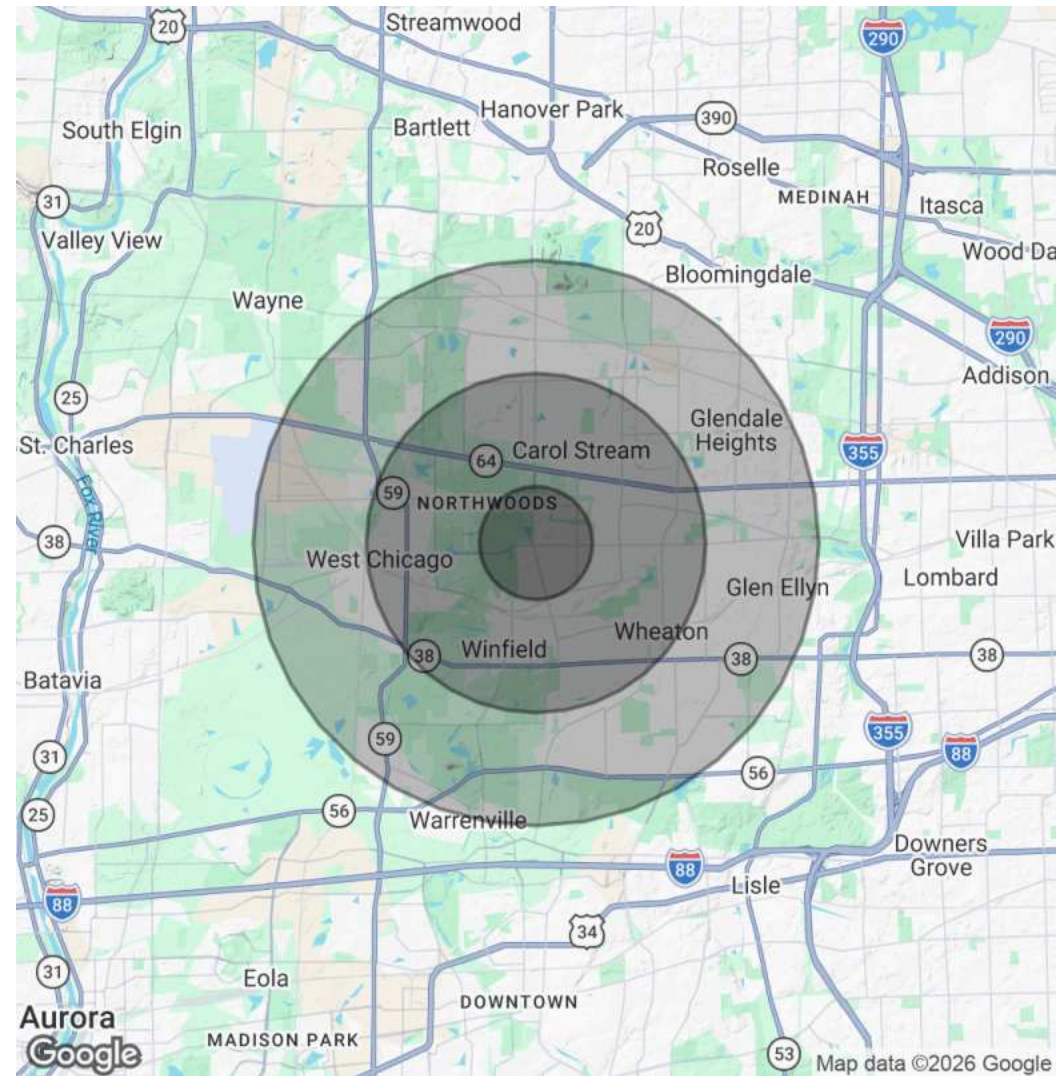 Streamwood
20
290
Hanover Park
390
South Elgin
Bartlett
Roselle
MEDINAH
Itasca
31
20
Valley View
Wood Da
Bloomingdale
Wayne
290
Addison
25
Glendale
Heights
St. Charles
Carol Stream
355
64
59
NORTHWOODS
Fox River
38
Villa Park
West Chicago
Lombard
Glen Ellyn
Wheaton
38
Winfield
38
38
Batavia
355
59
88
31
56
25
56
Warrenville
Downers
Grove
88
Lisle
88
34
31
Eola
DOWNTOWN
Aurora
MADISON PARK
Google
53
Map data ©2026 Google